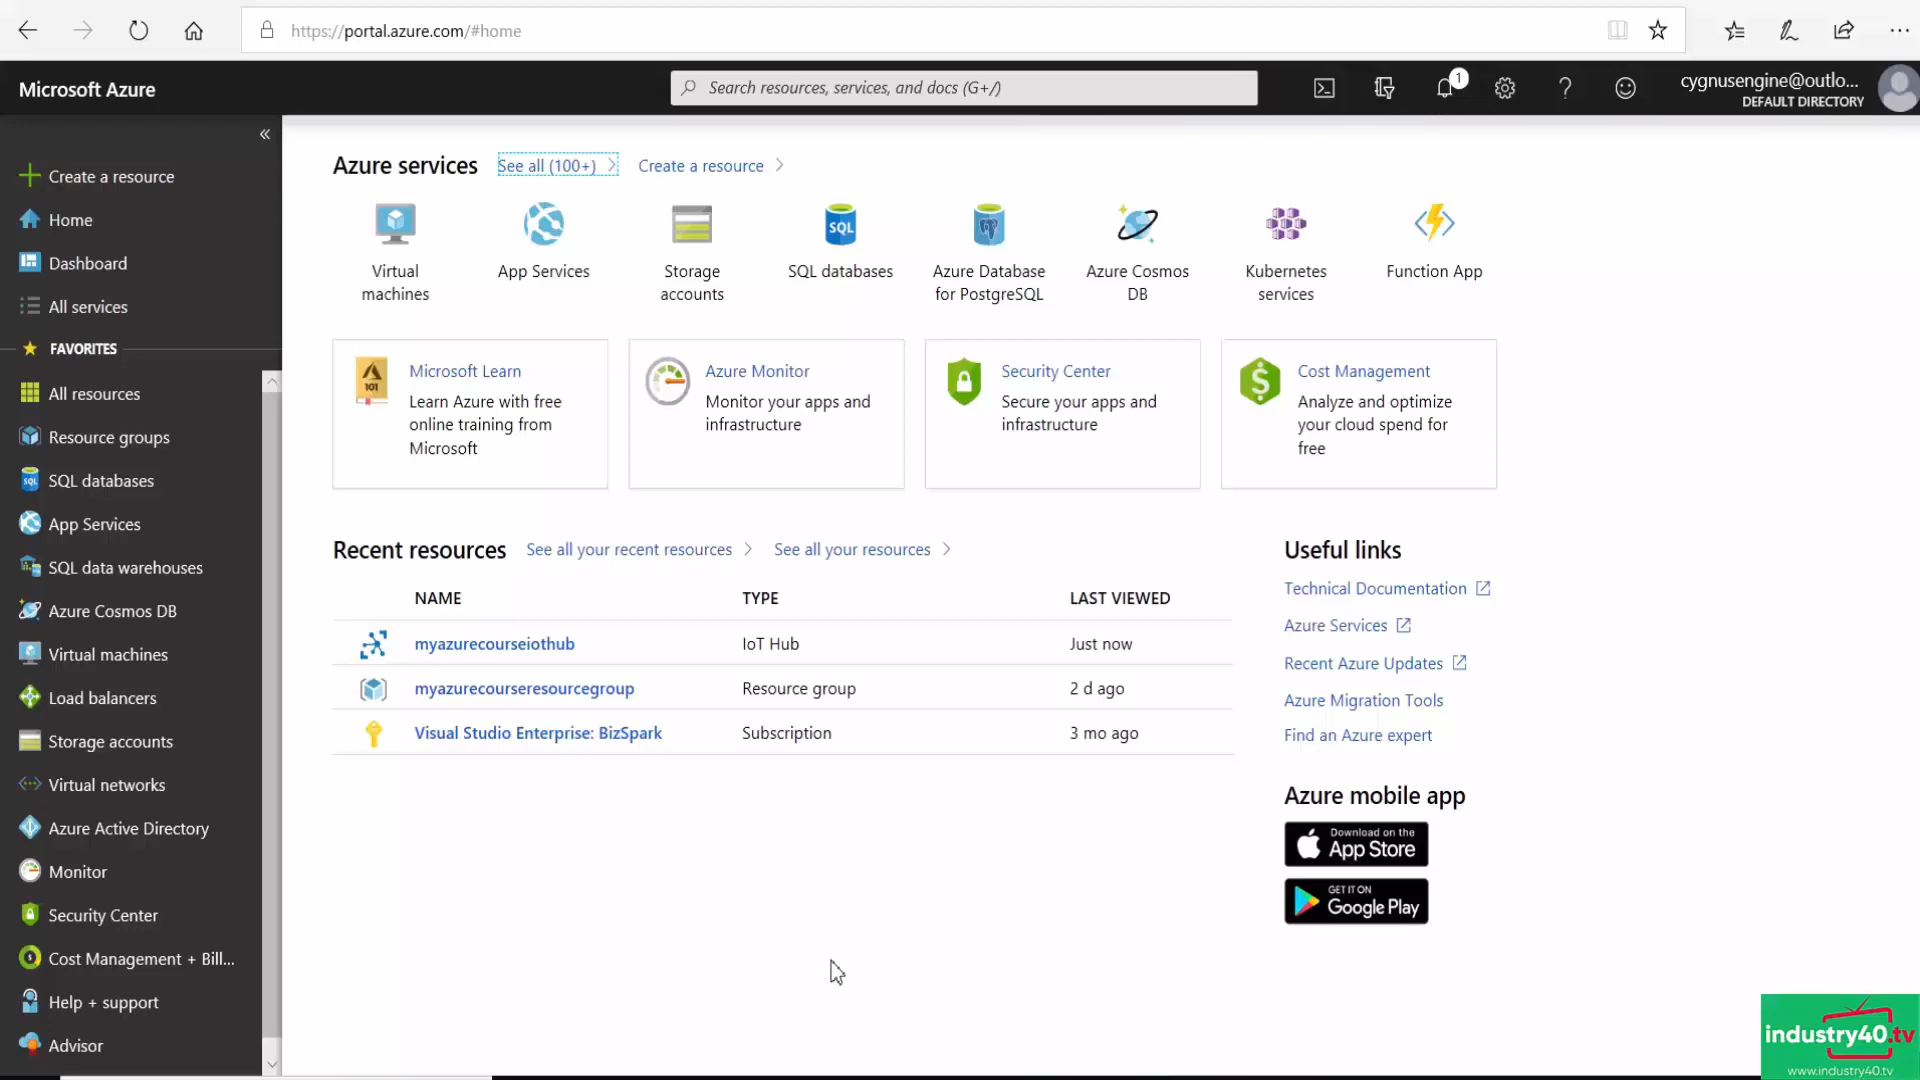 https://portal.azure.com/#home
Microsoft Azure
Search resources, services, and docs (G+/)
1
cygnusengine@outlo...
DEFAULT DIRECTORY
Create a resource
Home
Dashboard
All services
FAVORITES
All resources
Resource groups
SQL databases
App Services
SQL data warehouses
Azure Cosmos DB
Virtual machines
Load balancers
Storage accounts
Virtual networks
Azure Active Directory
Monitor
Security Center
Cost Management + Bill...
Help + support
Advisor
Azure services
See all (100+)
Create a resource
Virtual
machines
App Services
Storage
accounts
SQL
SQL databases
Azure Database
for PostgreSQL
Azure Cosmos
DB
Kubernetes
services
Function App
101
Microsoft Learn
Learn Azure with free
online training from
Microsoft
Azure Monitor
Monitor your apps and
infrastructure
Security Center
Secure your apps and
infrastructure
Cost Management
Analyze and optimize
your cloud spend for
free
Recent resources
See all your recent resources
See all your resources
NAME TYPE LAST VIEWED
myazurecourseiothub IoT Hub Just now
myazurecourseresourcegroup Resource group 2 d ago
Visual Studio Enterprise: BizSpark Subscription 3 mo ago
Useful links
Technical Documentation
Azure Services
Recent Azure Updates
Azure Migration Tools
Find an Azure expert
Azure mobile app
Download on the
App Store
GET IT ON
Google Play
industry40.tv
www.industry40.tv